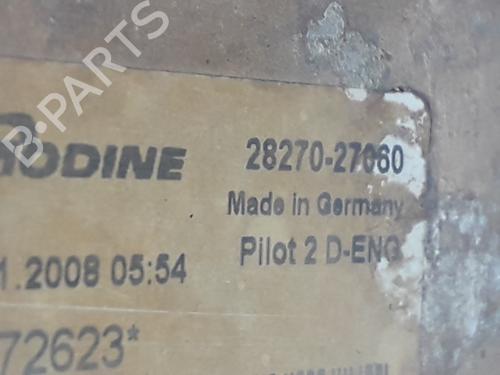 B-PARTS
ODINE
28270-27060
Made in Germany
Pilot 2 D-ENG
1.2008 05:54
72623*